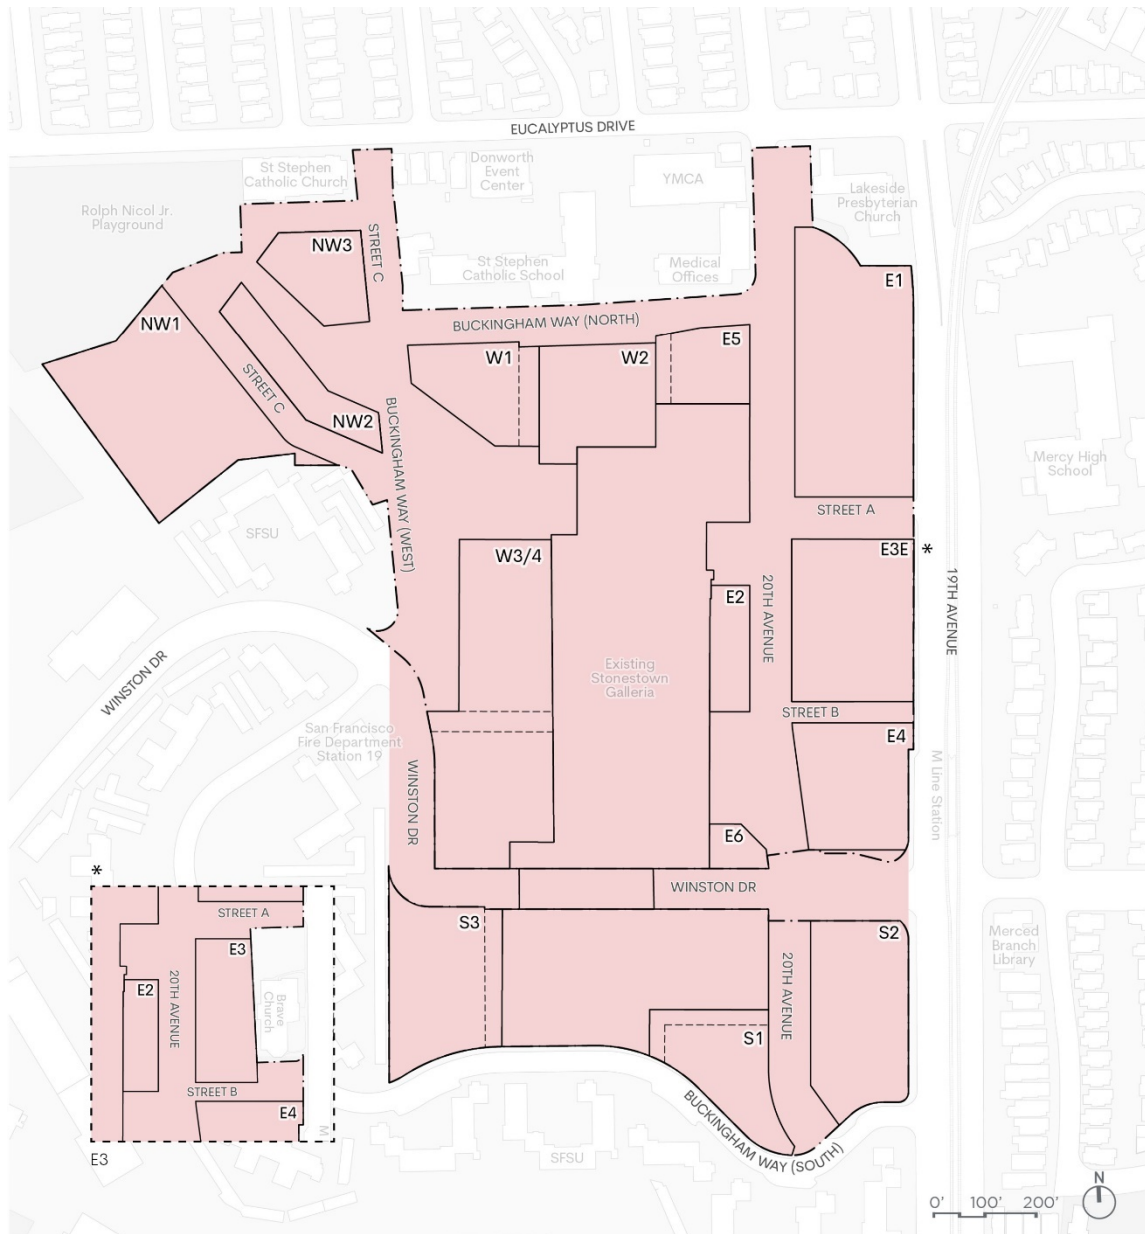 EUCALYPTUS DRIVE
St Stephen
Catholic Church
Donworth
Event
Center
YMCA
Lakeside
Presbyterian
Church
Rolph Nicol Jr.
Playground
NW3
STREET C
St Stephen
Catholic School
Medical
Offices
E1
NW1
BUCKINGHAM WAY (NORTH)
W1
W2
E5
STREET C
NW2
BUCKINGHAM WAY (WEST)
Mercy High
School
STREET A
SFSU
W3/4
E3E
*
19TH AVENUE
20TH AVENUE
E2
WINSTON DR
Existing
Stonestown
Galleria
STREET B
San Francisco
Fire Department
Station 19
E4
M Line Station
WINSTON DR
E6
*
WINSTON DR
STREET A
S3
S2
E3
20TH AVENUE
E2
Brave
Church
20TH AVENUE
Merced
Branch
Library
S1
STREET B
E4
M
BUCKINGHAM WAY (SOUTH)
E3
SFSU
N
0' 100' 200'